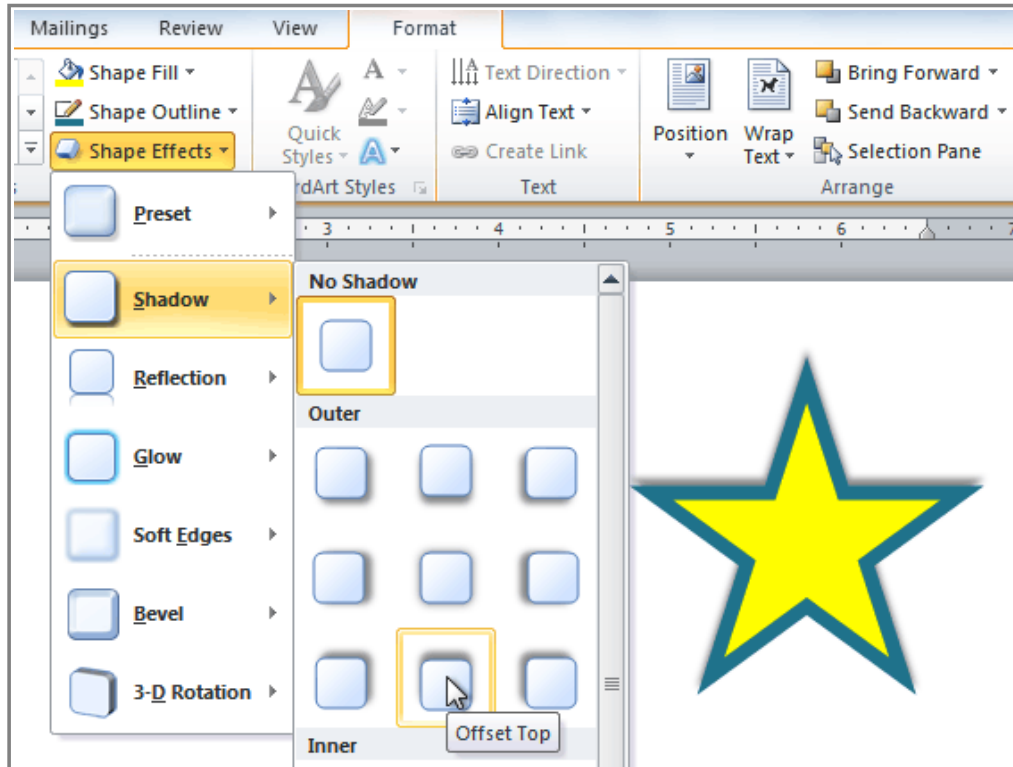 Mailings Review View Format
Shape Fill
Shape Outline
Shape Effects
Quick
Styles
rdArt Styles
Text Direction
Align Text
Create Link
Text
Position
Wrap
Text
Bring Forward
Send Backward
Selection Pane
Arrange
3 4 5 6 7
Preset
Shadow
Reflection
Glow
Soft Edges
Bevel
3-D Rotation
No Shadow
Outer
Offset Top
Inner